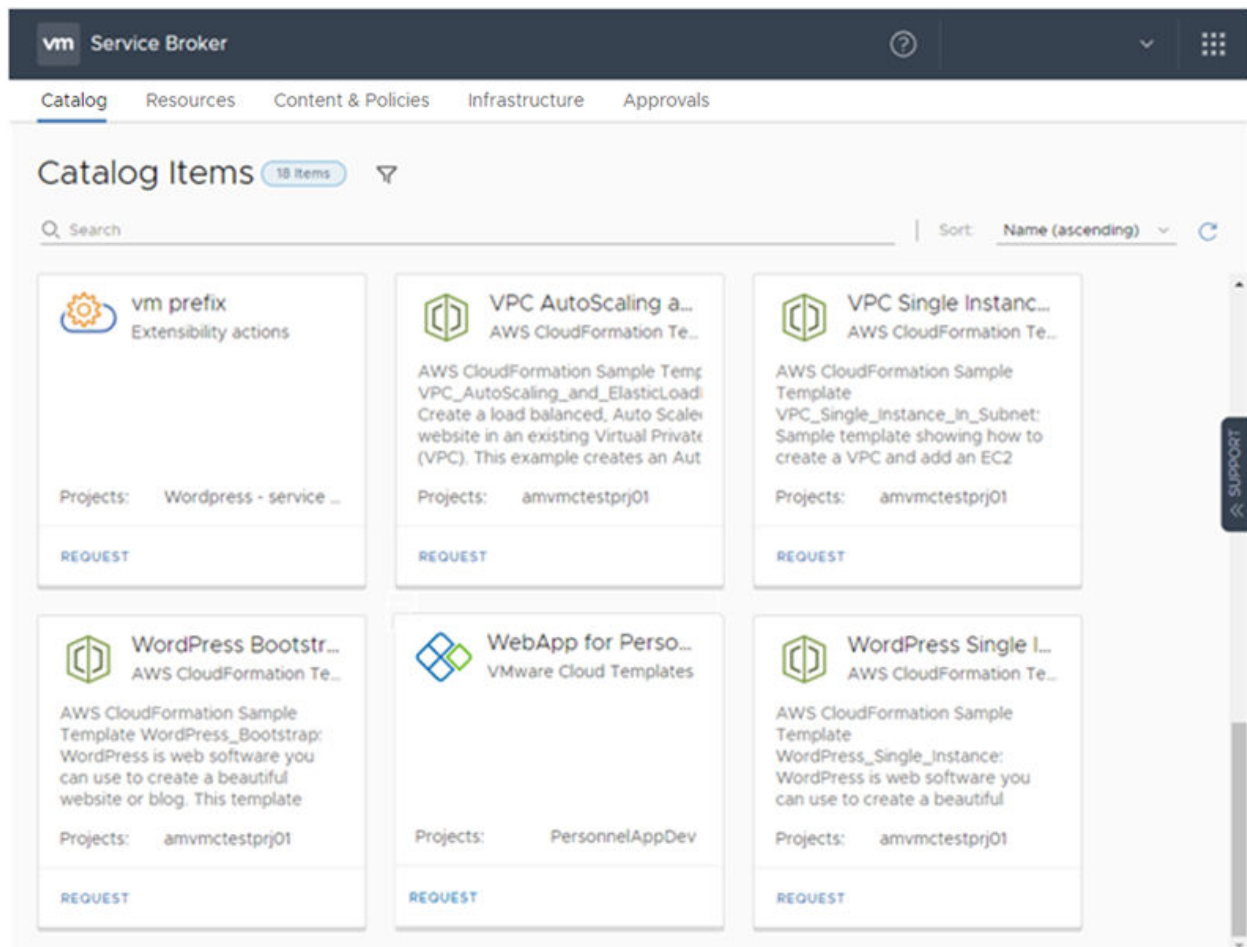 vm Service Broker
Catalog Resources Content & Policies Infrastructure Approvals
Catalog Items 18 Items
Search
Sort: Name (ascending)
vm prefix
Extensibility actions
Projects: Wordpress - service ...
REQUEST
VPC AutoScaling a...
AWS CloudFormation Te...
AWS CloudFormation Sample Temp
VPC_AutoScaling_and_ElasticLoadI
Create a load balanced, Auto Scaled
website in an existing Virtual Private
(VPC). This example creates an Aut
Projects: amvmctestprj01
REQUEST
VPC Single Instanc...
AWS CloudFormation Te...
AWS CloudFormation Sample
Template
VPC_Single_Instance_In_Subnet:
Sample template showing how to
create a VPC and add an EC2
Projects: amvmctestprj01
REQUEST
SUPPORT
WordPress Bootstr...
AWS CloudFormation Te...
AWS CloudFormation Sample
Template WordPress_Bootstrap:
WordPress is web software you
can use to create a beautiful
website or blog. This template
Projects: amvmctestprj01
REQUEST
WebApp for Perso...
VMware Cloud Templates
Projects: PersonnelAppDev
REQUEST
WordPress Single I...
AWS CloudFormation Te...
AWS CloudFormation Sample
Template
WordPress_Single_Instance:
WordPress is web software you
can use to create a beautiful
Projects: amvmctestprj01
REQUEST